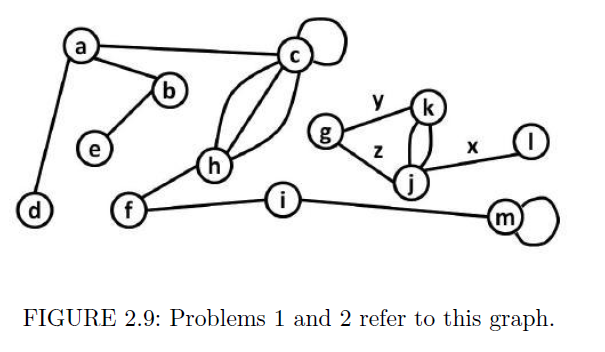 a
c
b
e
h
d
f
i
m
g
y
k
z
x
l
j
FIGURE 2.9: Problems 1 and 2 refer to this graph.